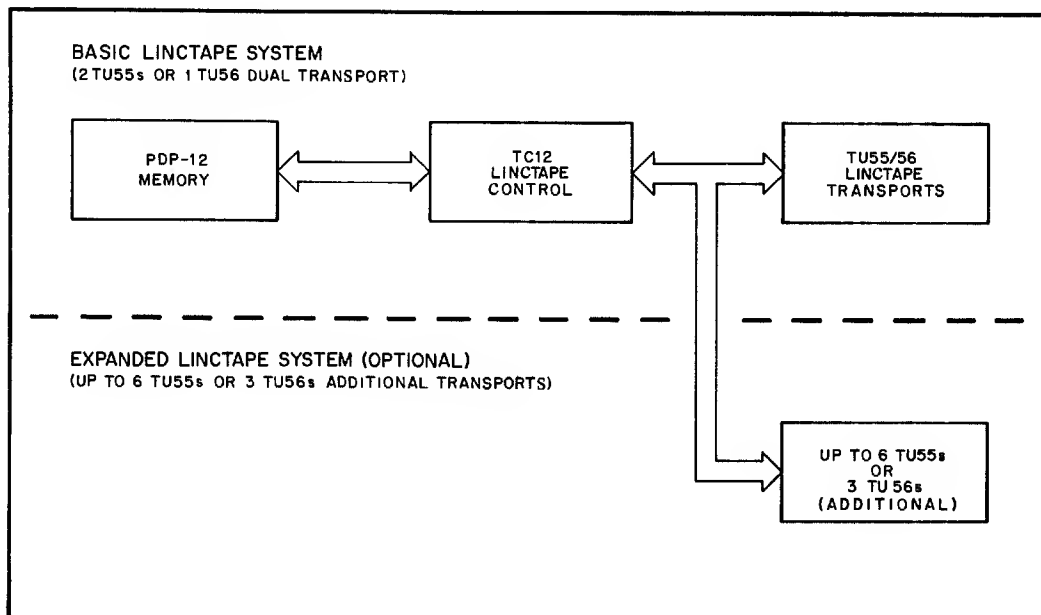 BASIC LINCTAPE SYSTEM
(2 TU55s OR 1 TU56 DUAL TRANSPORT)
PDP-12
MEMORY
TC12
LINCTAPE
CONTROL
TU55/56
LINCTAPE
TRANSPORTS
EXPANDED LINCTAPE SYSTEM (OPTIONAL)
(UP TO 6 TU55s OR 3 TU56s ADDITIONAL TRANSPORTS)
UP TO 6 TU55s
OR
3 TU56s
(ADDITIONAL)